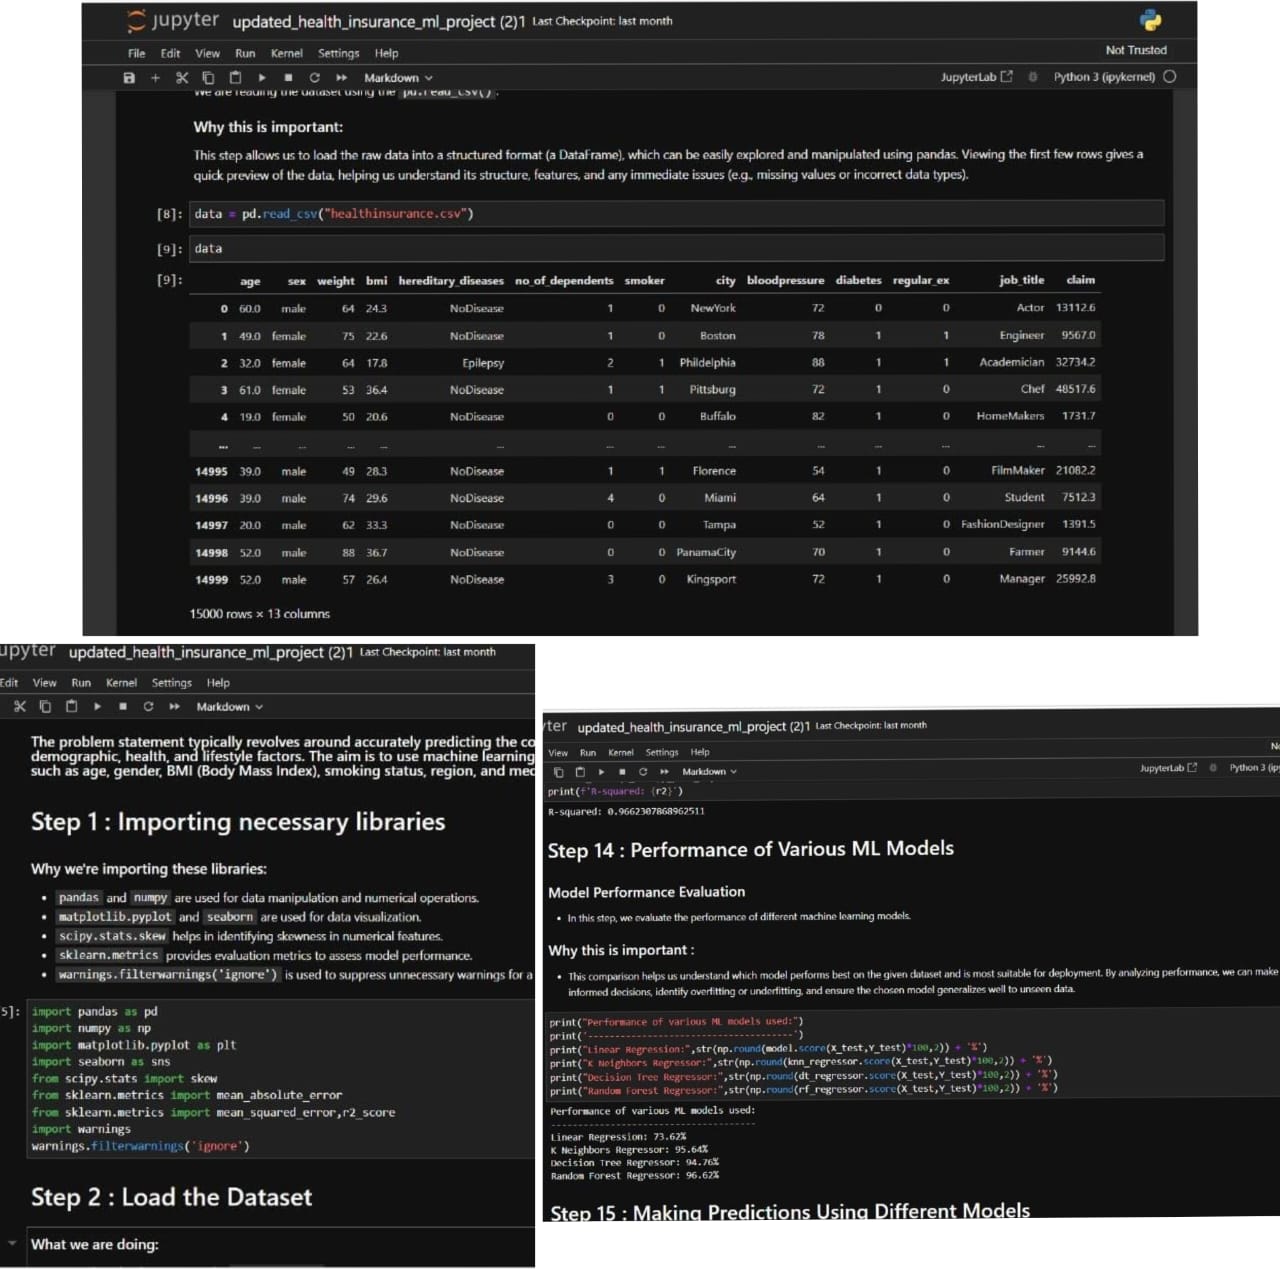 jupyter updated_health_insurance_ml_project (2)1 Last Checkpoint: last month
File Edit View Run Kernel Settings Help
Not Trusted
Markdown
JupyterLab
Python 3 (ipykernel)
We are reading the dataset using the pd.read_csv().
Why this is important:
This step allows us to load the raw data into a structured format (a DataFrame), which can be easily explored and manipulated using pandas. Viewing the first few rows gives a
quick preview of the data, helping us understand its structure, features, and any immediate issues (e.g., missing values or incorrect data types).
[8]: data = pd.read_csv("healthinsurance.csv")
[9]: data
[9]: age sex weight bmi hereditary_diseases no_of_dependents smoker city bloodpressure diabetes regular_ex job_title claim
0 60.0 male 64 24.3 NoDisease 1 0 NewYork 72 0 0 Actor 13112.6
1 49.0 female 75 22.6 NoDisease 1 0 Boston 78 1 1 Engineer 9567.0
2 32.0 female 64 17.8 Epilepsy 2 1 Phildelphia 88 1 1 Academician 32734.2
3 61.0 female 53 36.4 NoDisease 1 1 Pittsburg 72 1 0 Chef 48517.6
4 19.0 female 50 20.6 NoDisease 0 0 Buffalo 82 1 0 HomeMakers 1731.7
... ... ... ... ... ... ... ... ... ... ... ... ... ...
14995 39.0 male 49 28.3 NoDisease 1 1 Florence 54 1 0 FilmMaker 21082.2
14996 39.0 male 74 29.6 NoDisease 4 0 Miami 64 1 0 Student 7512.3
14997 20.0 male 62 33.3 NoDisease 0 0 Tampa 52 1 0 FashionDesigner 1391.5
14998 52.0 male 88 36.7 NoDisease 0 0 PanamaCity 70 1 0 Farmer 9144.6
14999 52.0 male 57 26.4 NoDisease 3 0 Kingsport 72 1 0 Manager 25992.8
15000 rows × 13 columns
upyter updated_health_insurance_ml_project (2)1 Last Checkpoint: last month
Edit View Run Kernel Settings Help
Markdown
The problem statement typically revolves around accurately predicting the co
demographic, health, and lifestyle factors. The aim is to use machine learning
such as age, gender, BMI (Body Mass Index), smoking status, region, and med
Step 1 : Importing necessary libraries
Why we're importing these libraries:
• pandas and numpy are used for data manipulation and numerical operations.
• matplotlib.pyplot and seaborn are used for data visualization.
• scipy.stats.skew helps in identifying skewness in numerical features.
• sklearn.metrics provides evaluation metrics to assess model performance.
• warnings.filterwarnings('ignore') is used to suppress unnecessary warnings for a
5]: import pandas as pd
import numpy as np
import matplotlib.pyplot as plt
import seaborn as sns
from scipy.stats import skew
from sklearn.metrics import mean_absolute_error
from sklearn.metrics import mean_squared_error,r2_score
import warnings
warnings.filterwarnings('ignore')
Step 2 : Load the Dataset
What we are doing:
yter updated_health_insurance_ml_project (2)1 Last Checkpoint: last month
View Run Kernel Settings Help
No
Markdown
JupyterLab
Python 3 (ipy
print(f'R-squared: {r2}')
R-squared: 0.9662307868962511
Step 14 : Performance of Various ML Models
Model Performance Evaluation
• In this step, we evaluate the performance of different machine learning models.
Why this is important :
• This comparison helps us understand which model performs best on the given dataset and is most suitable for deployment. By analyzing performance, we can make
informed decisions, identify overfitting or underfitting, and ensure the chosen model generalizes well to unseen data.
print("Performance of various ML models used:")
print('-----------------------------------')
print("Linear Regression:",str(np.round(model.score(X_test,Y_test)*100,2)) + '%')
print("K Neighbors Regressor:",str(np.round(knn_regressor.score(X_test,Y_test)*100,2)) + '%')
print("Decision Tree Regressor:",str(np.round(dt_regressor.score(X_test,Y_test)*100,2)) + '%')
print("Random Forest Regressor:",str(np.round(rf_regressor.score(X_test,Y_test)*100,2)) + '%')
Performance of various ML models used:
-----------------------------------
Linear Regression: 73.62%
K Neighbors Regressor: 95.64%
Decision Tree Regressor: 94.76%
Random Forest Regressor: 96.62%
Step 15 : Making Predictions Using Different Models